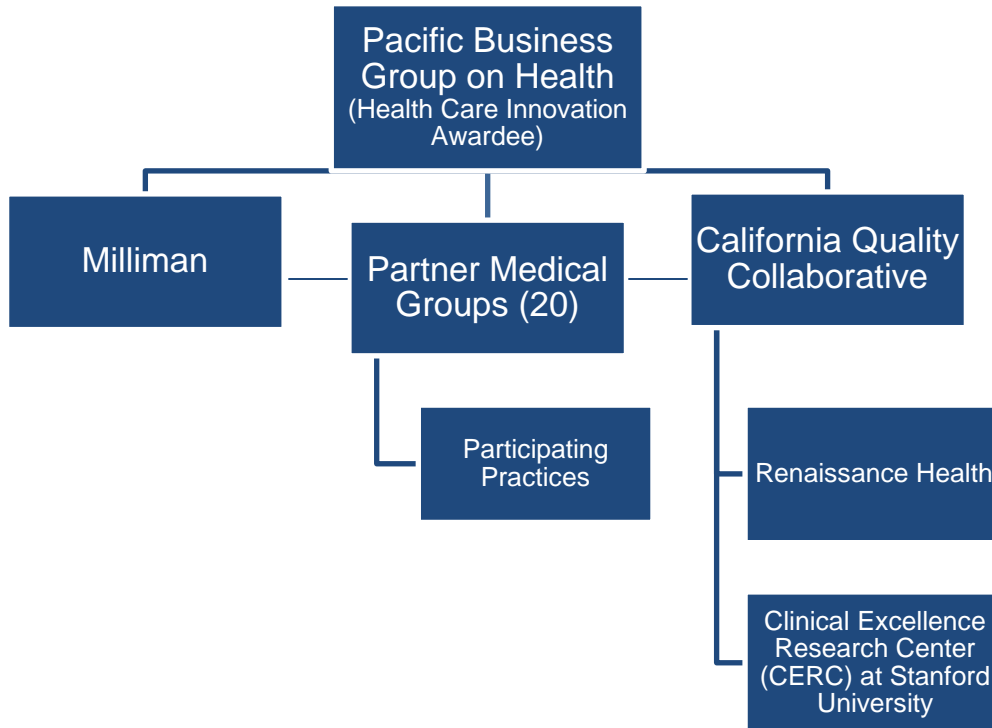 Pacific Business
Group on Health
(Health Care Innovation
Awardee)
Milliman
Partner Medical
Groups (20)
California Quality
Collaborative
Participating
Practices
Renaissance Health
Clinical Excellence
Research Center
(CERC) at Stanford
University